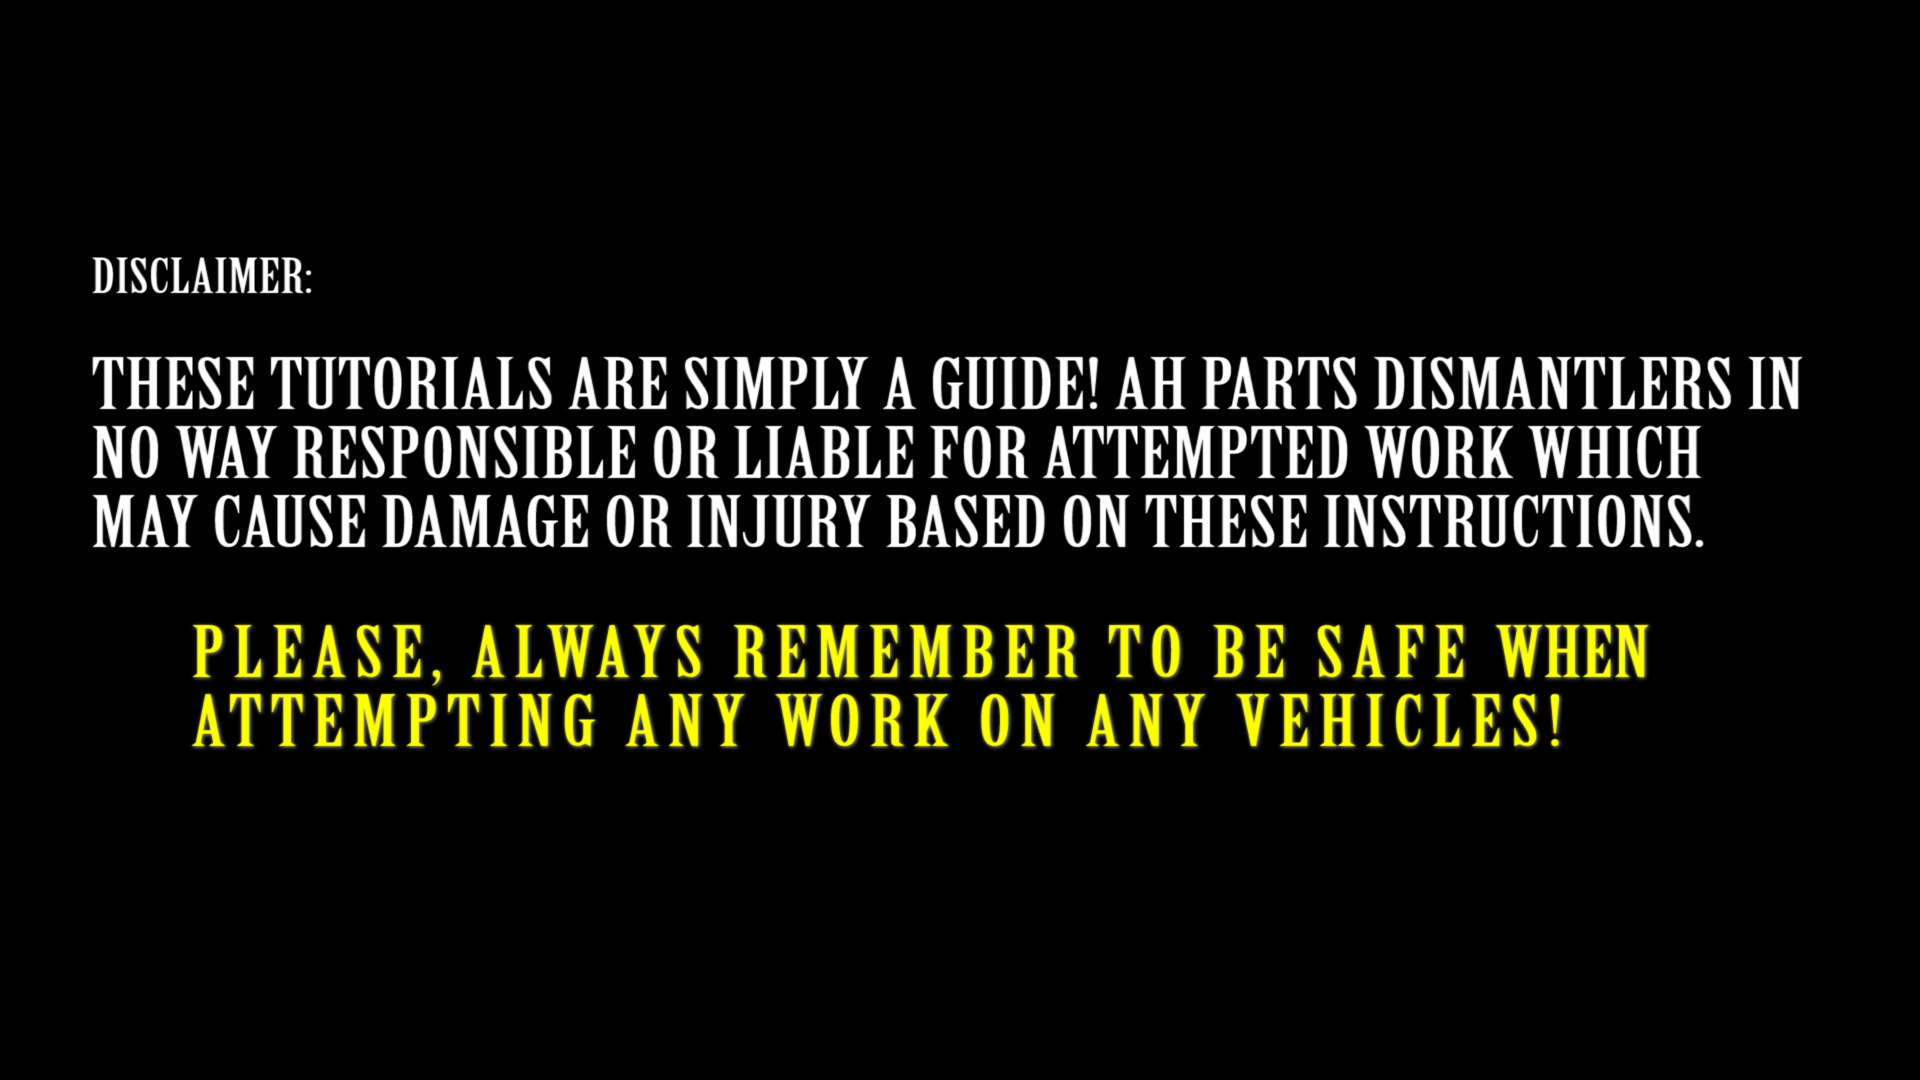 DISCLAIMER:
THESE TUTORIALS ARE SIMPLY A GUIDE! AH PARTS DISMANTLERS IN
NO WAY RESPONSIBLE OR LIABLE FOR ATTEMPTED WORK WHICH
MAY CAUSE DAMAGE OR INJURY BASED ON THESE INSTRUCTIONS.
PLEASE, ALWAYS REMEMBER TO BE SAFE WHEN
ATTEMPTING ANY WORK ON ANY VEHICLES!